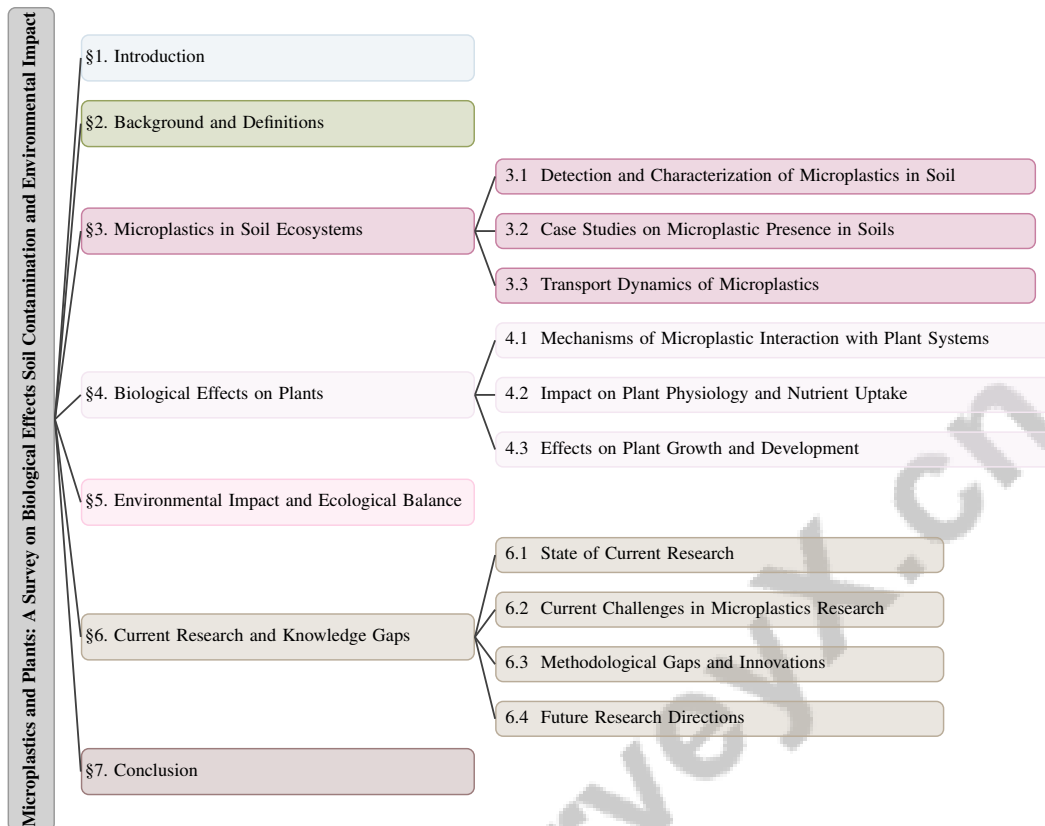 Microplastics and Plants: A Survey on Biological Effects Soil Contamination and Environmental Impact
§1. Introduction
§2. Background and Definitions
§3. Microplastics in Soil Ecosystems
3.1 Detection and Characterization of Microplastics in Soil
3.2 Case Studies on Microplastic Presence in Soils
3.3 Transport Dynamics of Microplastics
§4. Biological Effects on Plants
4.1 Mechanisms of Microplastic Interaction with Plant Systems
4.2 Impact on Plant Physiology and Nutrient Uptake
4.3 Effects on Plant Growth and Development
§5. Environmental Impact and Ecological Balance
§6. Current Research and Knowledge Gaps
6.1 State of Current Research
6.2 Current Challenges in Microplastics Research
6.3 Methodological Gaps and Innovations
6.4 Future Research Directions
§7. Conclusion
rveyx.cn